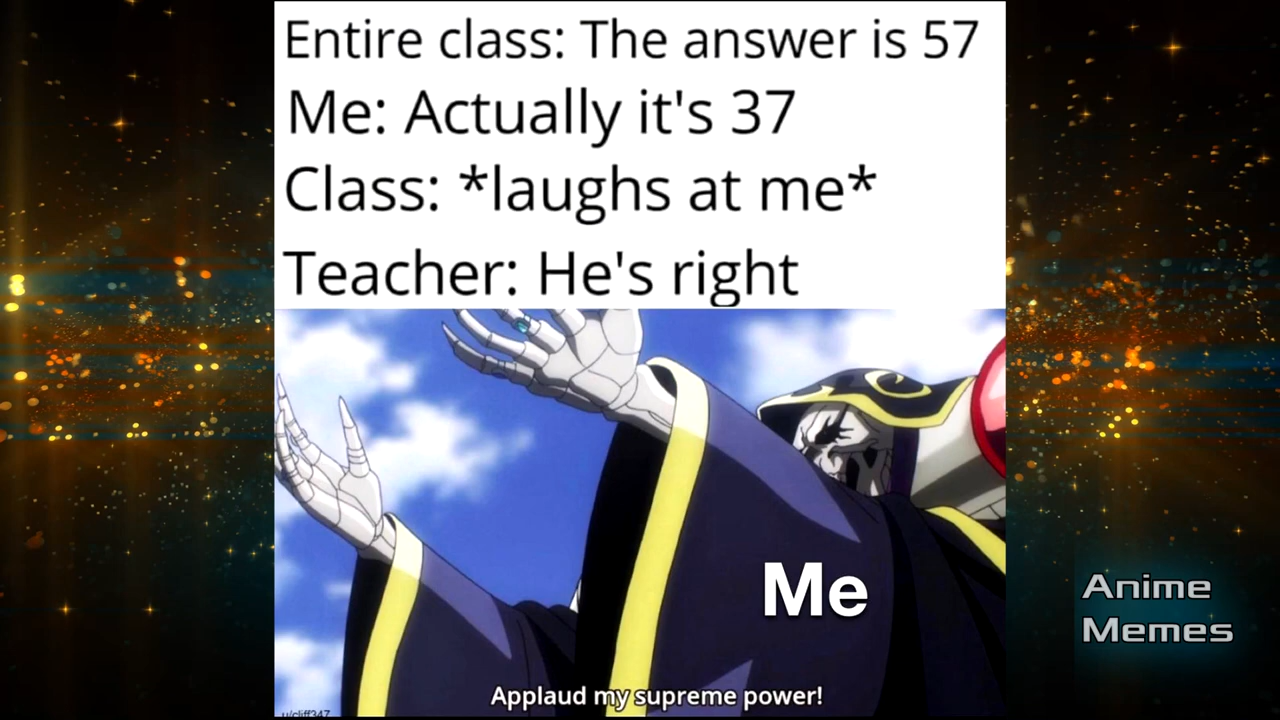 Entire class: The answer is 57
Me: Actually it's 37
Class: *laughs at me*
Teacher: He's right
Me
Anime
Memes
Applaud my supreme power!
u/cliff347